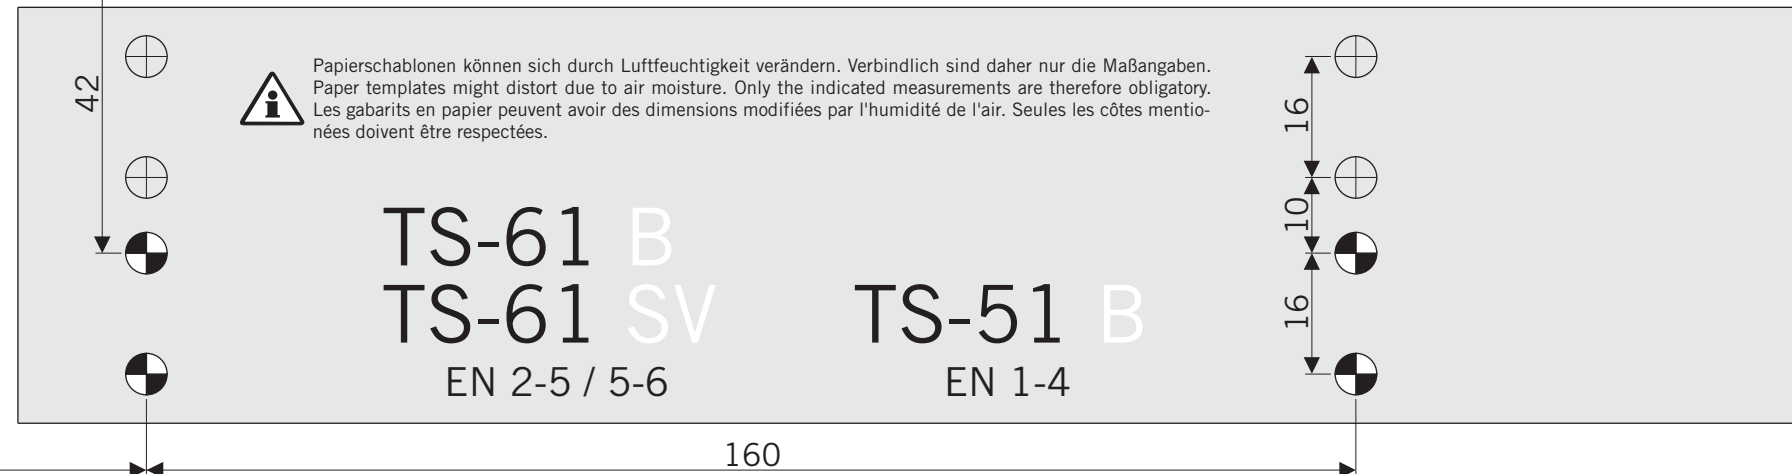 42
Papierschablonen können sich durch Luftfeuchtigkeit verändern. Verbindlich sind daher nur die Maßangaben.
Paper templates might distort due to air moisture. Only the indicated measurements are therefore obligatory.
Les gabarits en papier peuvent avoir des dimensions modifiées par l'humidité de l'air. Seules les côtes mentio-
nées doivent être respectées.
16
10
TS-61 B
TS-61 SV
EN 2-5 / 5-6
TS-51 B
EN 1-4
16
160